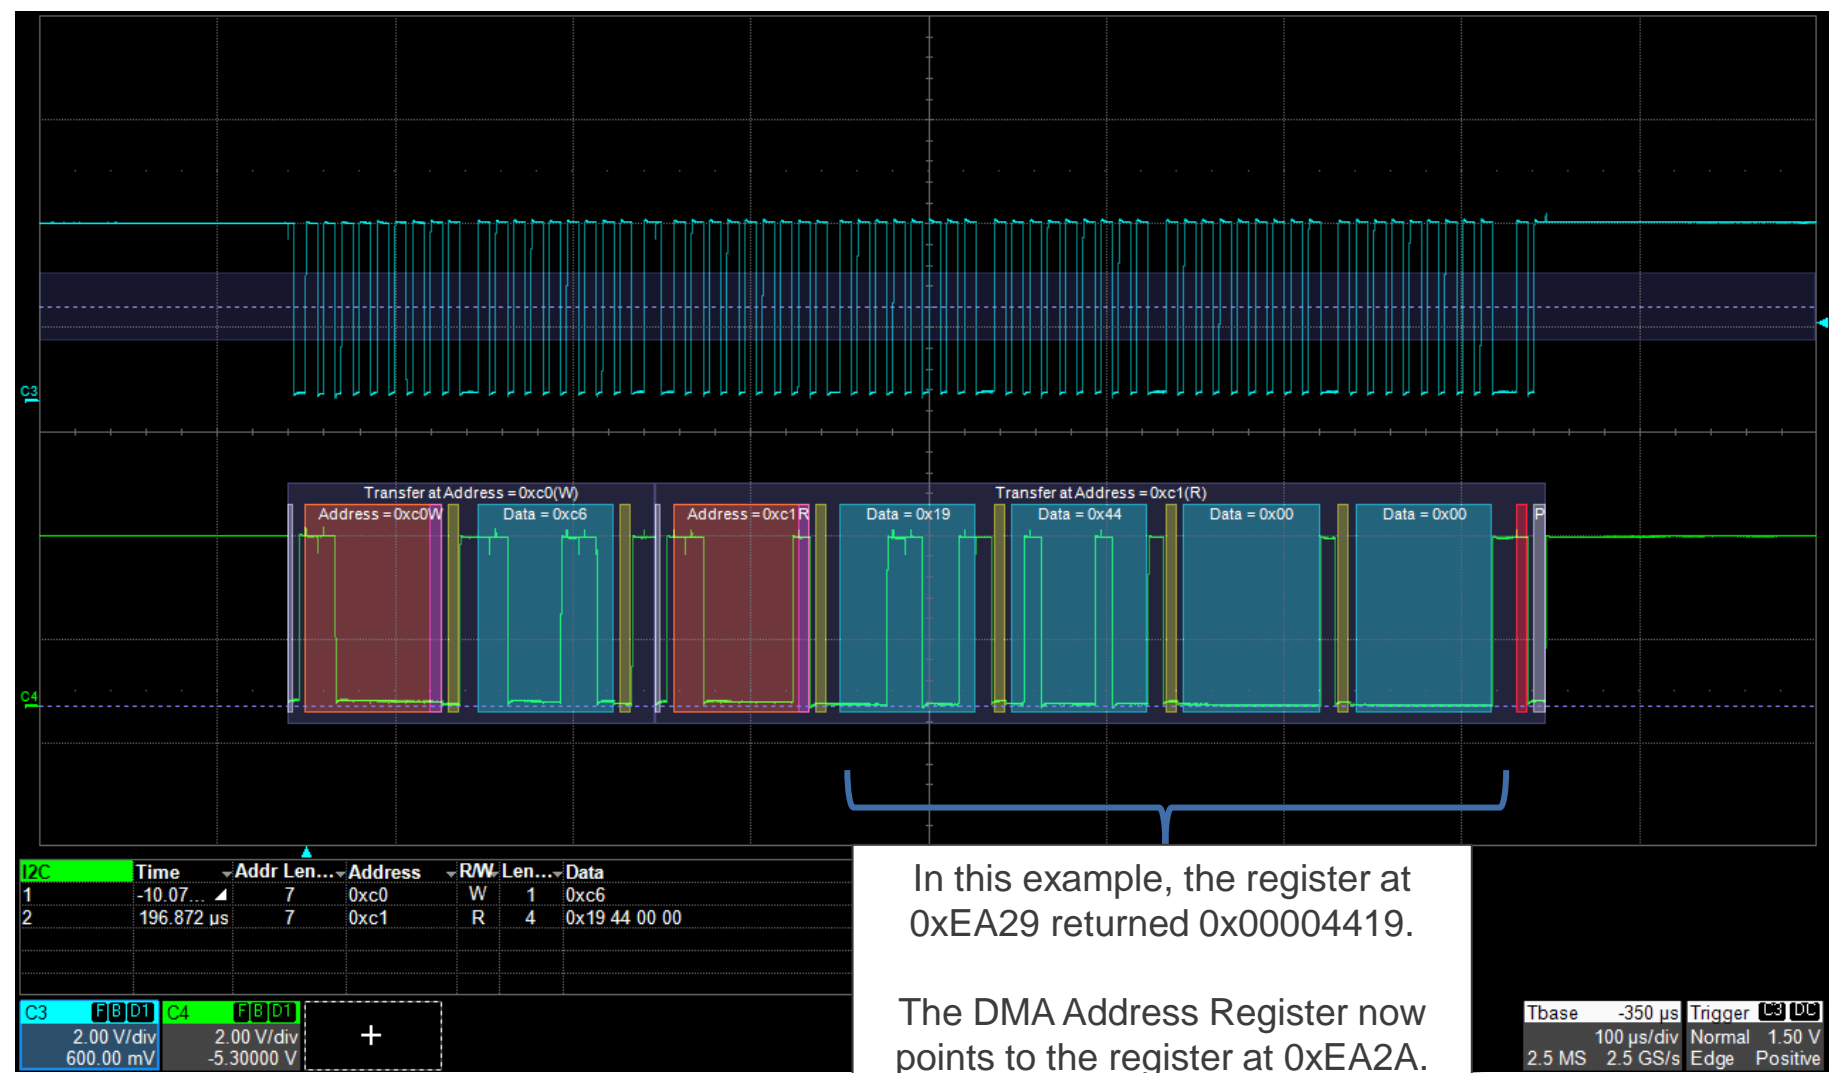 C3
Transfer at Address = 0xc0(W)
Transfer at Address = 0xc1(R)
Address = 0xc0 W
Data = 0xc6
Address = 0xc1 R
Data = 0x19
Data = 0x44
Data = 0x00
Data = 0x00
P
C4
I2C Time Addr Len... Address R/W Len... Data
1 -10.07... 7 0xc0 W 1 0xc6
2 196.872 µs 7 0xc1 R 4 0x19 44 00 00
In this example, the register at
0xEA29 returned 0x00004419.
The DMA Address Register now
points to the register at 0xEA2A.
C3 F B D1
2.00 V/div
600.00 mV
C4 F B D1
2.00 V/div
-5.30000 V
+
Tbase -350 µs
100 µs/div
2.5 MS 2.5 GS/s
Trigger C3 DC
Normal 1.50 V
Edge Positive